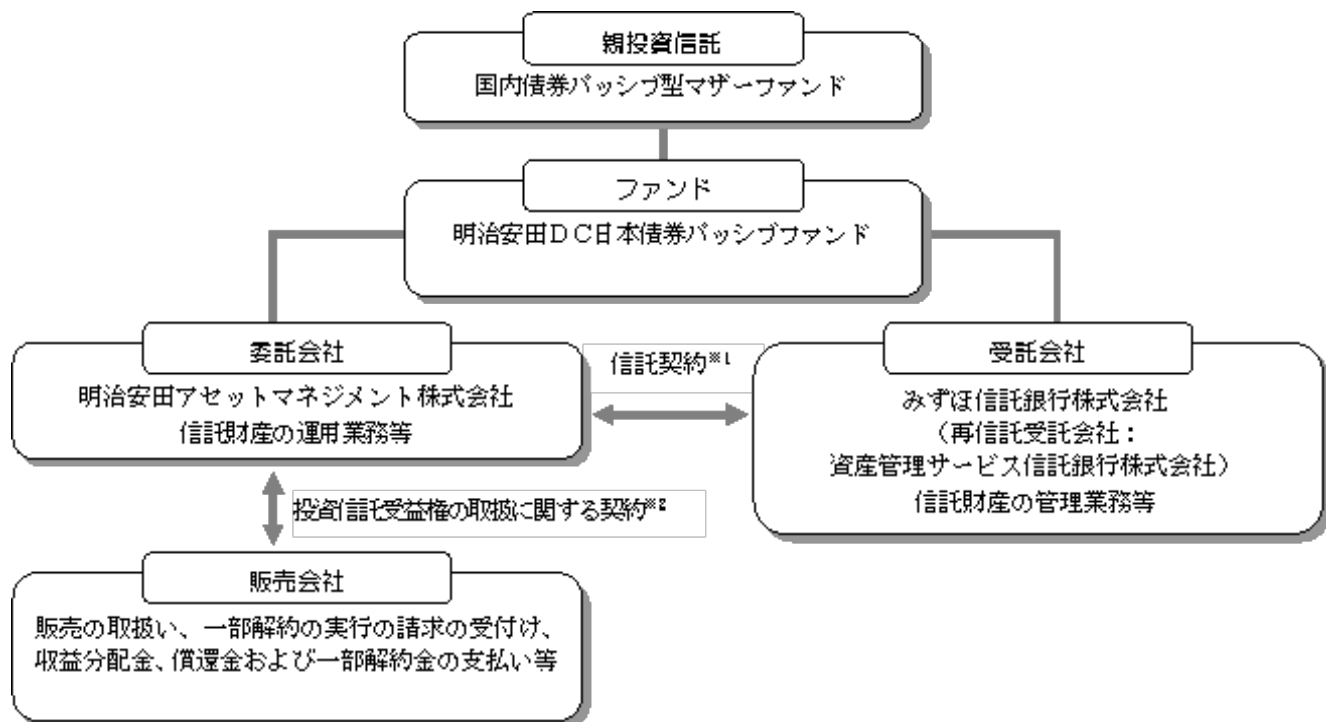 親投資信託
国内債券パッシブ型マザーファンド
ファンド
明治安田DC日本債券パッシブファンド
委託会社
明治安田アセットマネジメント株式会社
信託財産の運用業務等
信託契約※1
受託会社
みずほ信託銀行株式会社
（再信託受託会社：
資産管理サービス信託銀行株式会社）
信託財産の管理業務等
投資信託受益権の取扱に関する契約※2
販売会社
販売の取扱い、一部解約の実行の請求の受付け、
収益分配金、償還金および一部解約金の支払い等